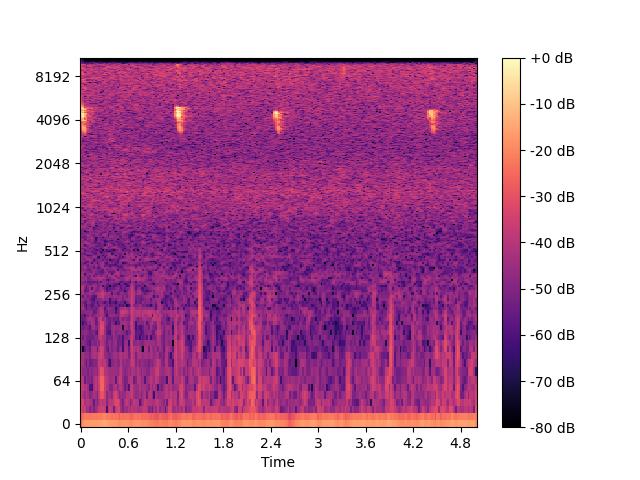 8192
4096
2048
1024
512
256
128
64
0
Hz
0 0.6 1.2 1.8 2.4 3 3.6 4.2 4.8
Time
+0 dB
-10 dB
-20 dB
-30 dB
-40 dB
-50 dB
-60 dB
-70 dB
-80 dB